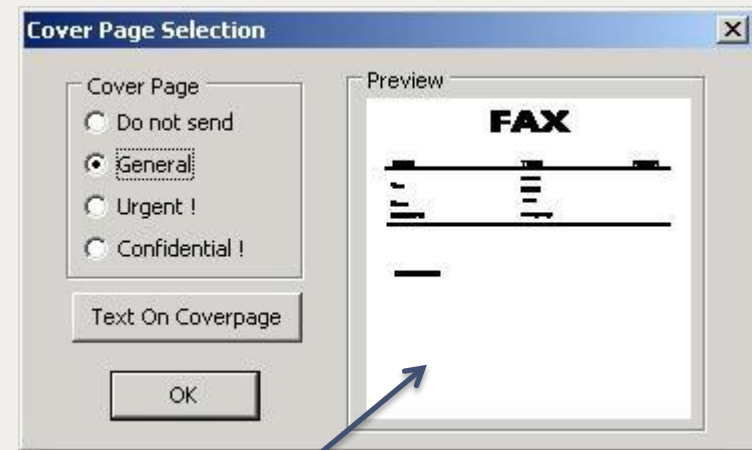 Cover Page Selection
Cover Page
Do not send
General
Urgent !
Confidential !
Text On Coverpage
OK
Preview
FAX